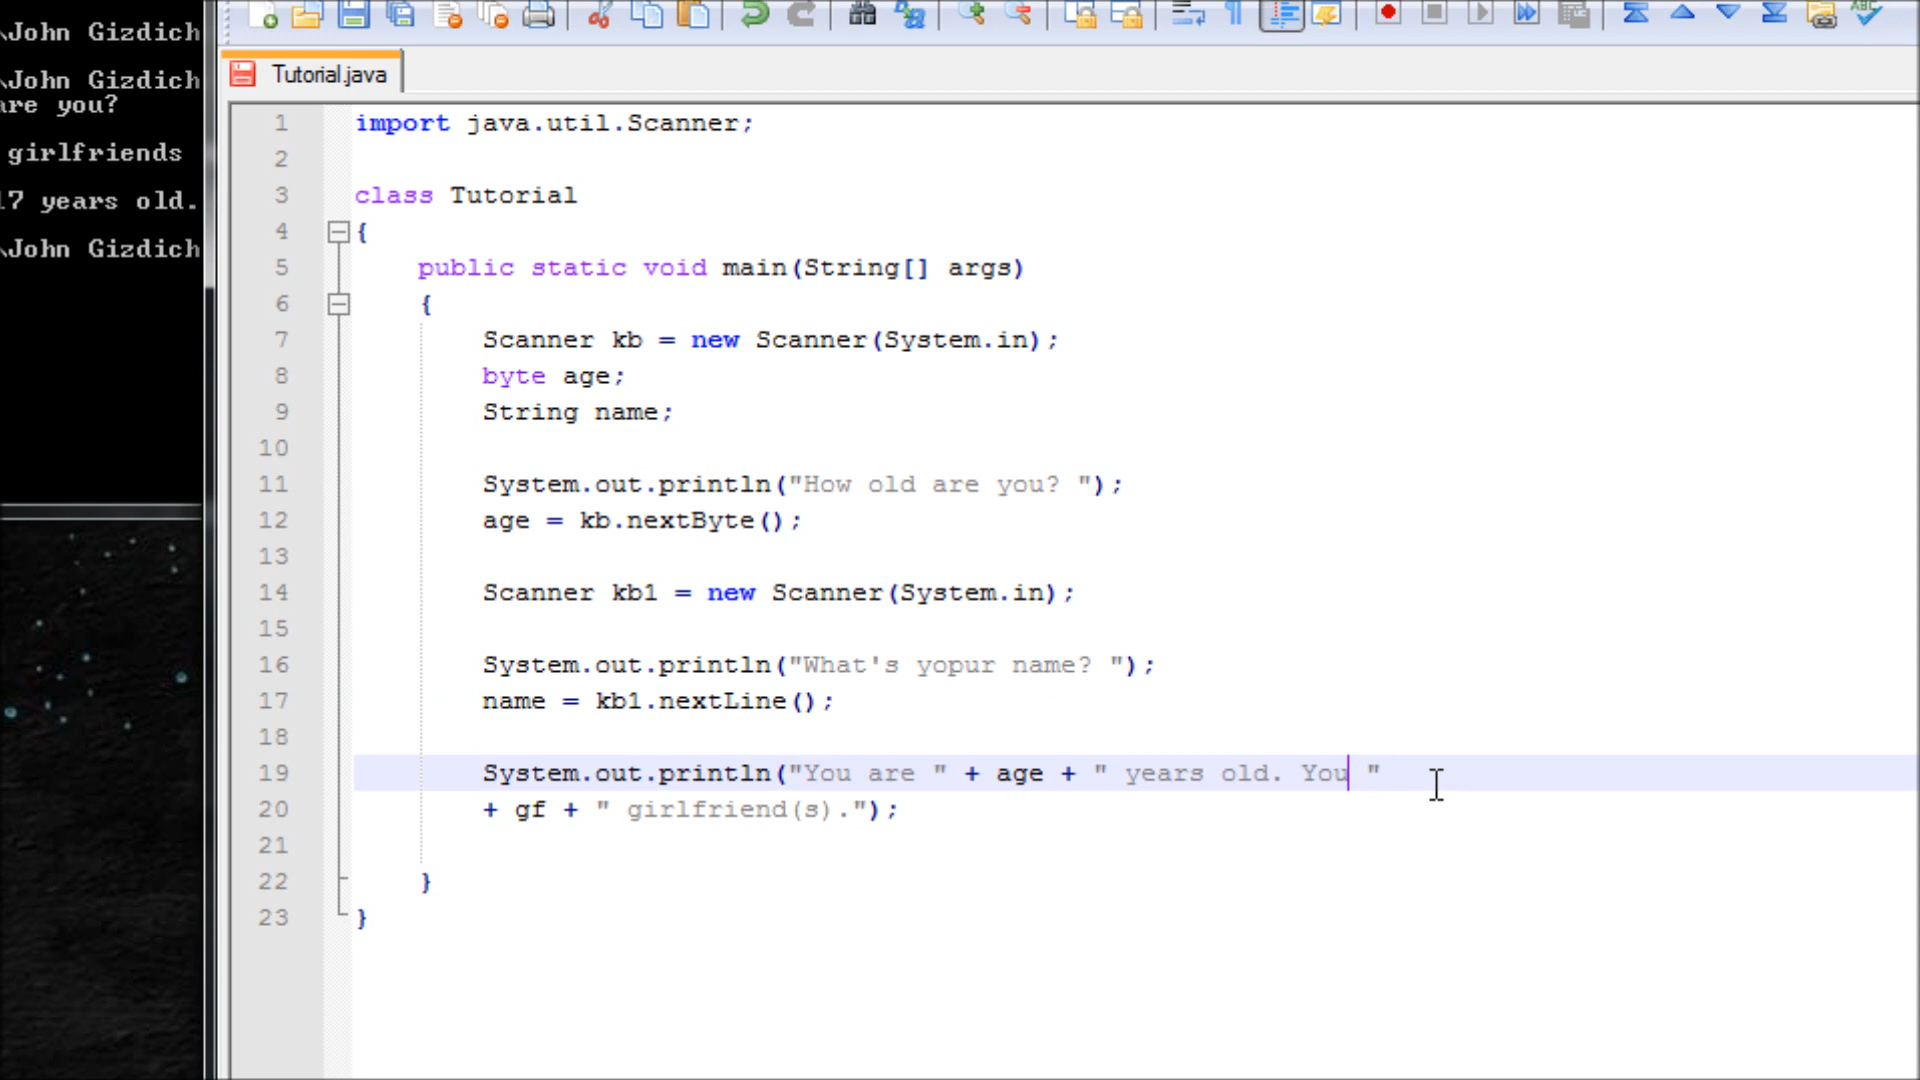 \John Gizdich
\John Gizdich
are you?
girlfriends
17 years old.
\John Gizdich
ABC
Tutorial.java
1 import java.util.Scanner;
2
3 class Tutorial
4 {
5 public static void main(String[] args)
6 {
7 Scanner kb = new Scanner(System.in);
8 byte age;
9 String name;
10
11 System.out.println("How old are you? ");
12 age = kb.nextByte();
13
14 Scanner kb1 = new Scanner(System.in);
15
16 System.out.println("What's yopur name? ");
17 name = kb1.nextLine();
18
19 System.out.println("You are " + age + " years old. You "
20 + gf + " girlfriend(s).");
21
22 }
23 }